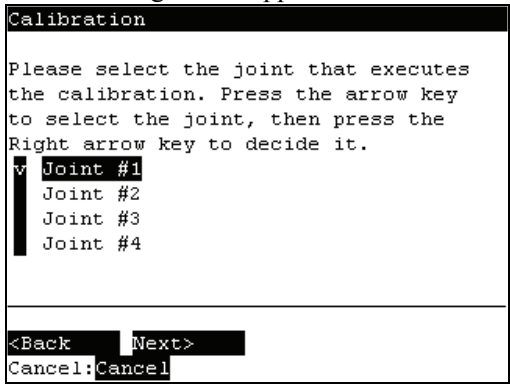 Calibration
Please select the joint that executes
the calibration. Press the arrow key
to select the joint, then press the
Right arrow key to decide it.
v Joint #1
Joint #2
Joint #3
Joint #4
<Back Next>
Cancel:Cancel